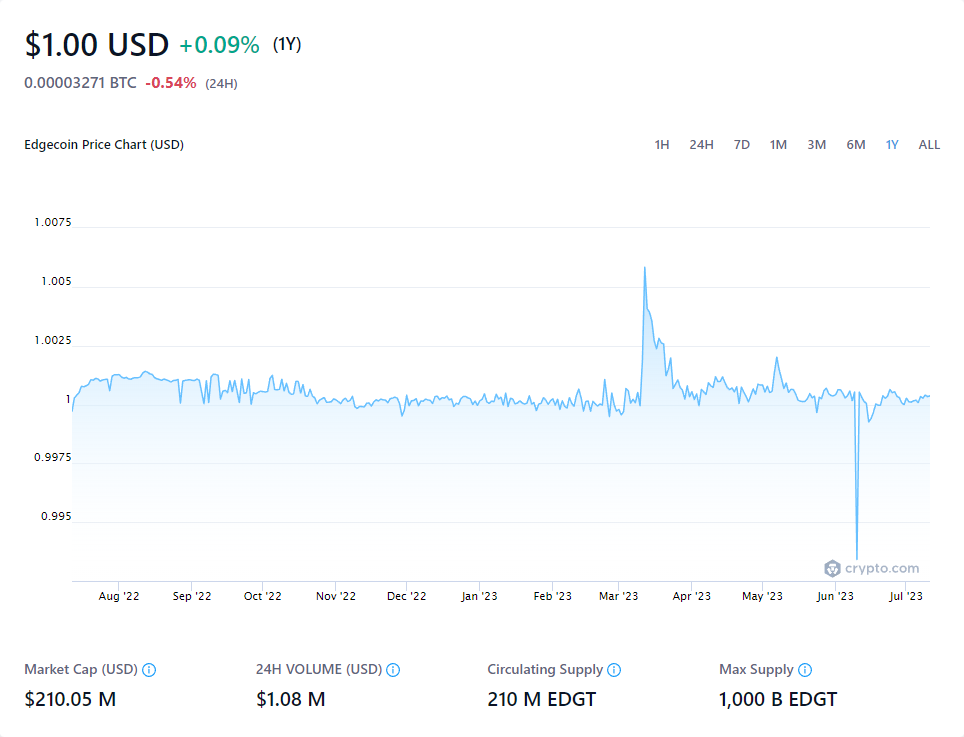 $1.00 USD +0.09% (1Y)
0.00003271 BTC -0.54% (24H)
Edgecoin Price Chart (USD) 1H 24H 7D 1M 3M 6M 1Y ALL
1.0075
1.005
1.0025
1
0.9975
0.995
crypto.com
Aug '22 Sep '22 Oct '22 Nov '22 Dec '22 Jan '23 Feb '23 Mar '23 Apr '23 May '23 Jun '23 Jul '23
Market Cap (USD) 24H VOLUME (USD) Circulating Supply Max Supply
$210.05 M $1.08 M 210 M EDGT 1,000 B EDGT